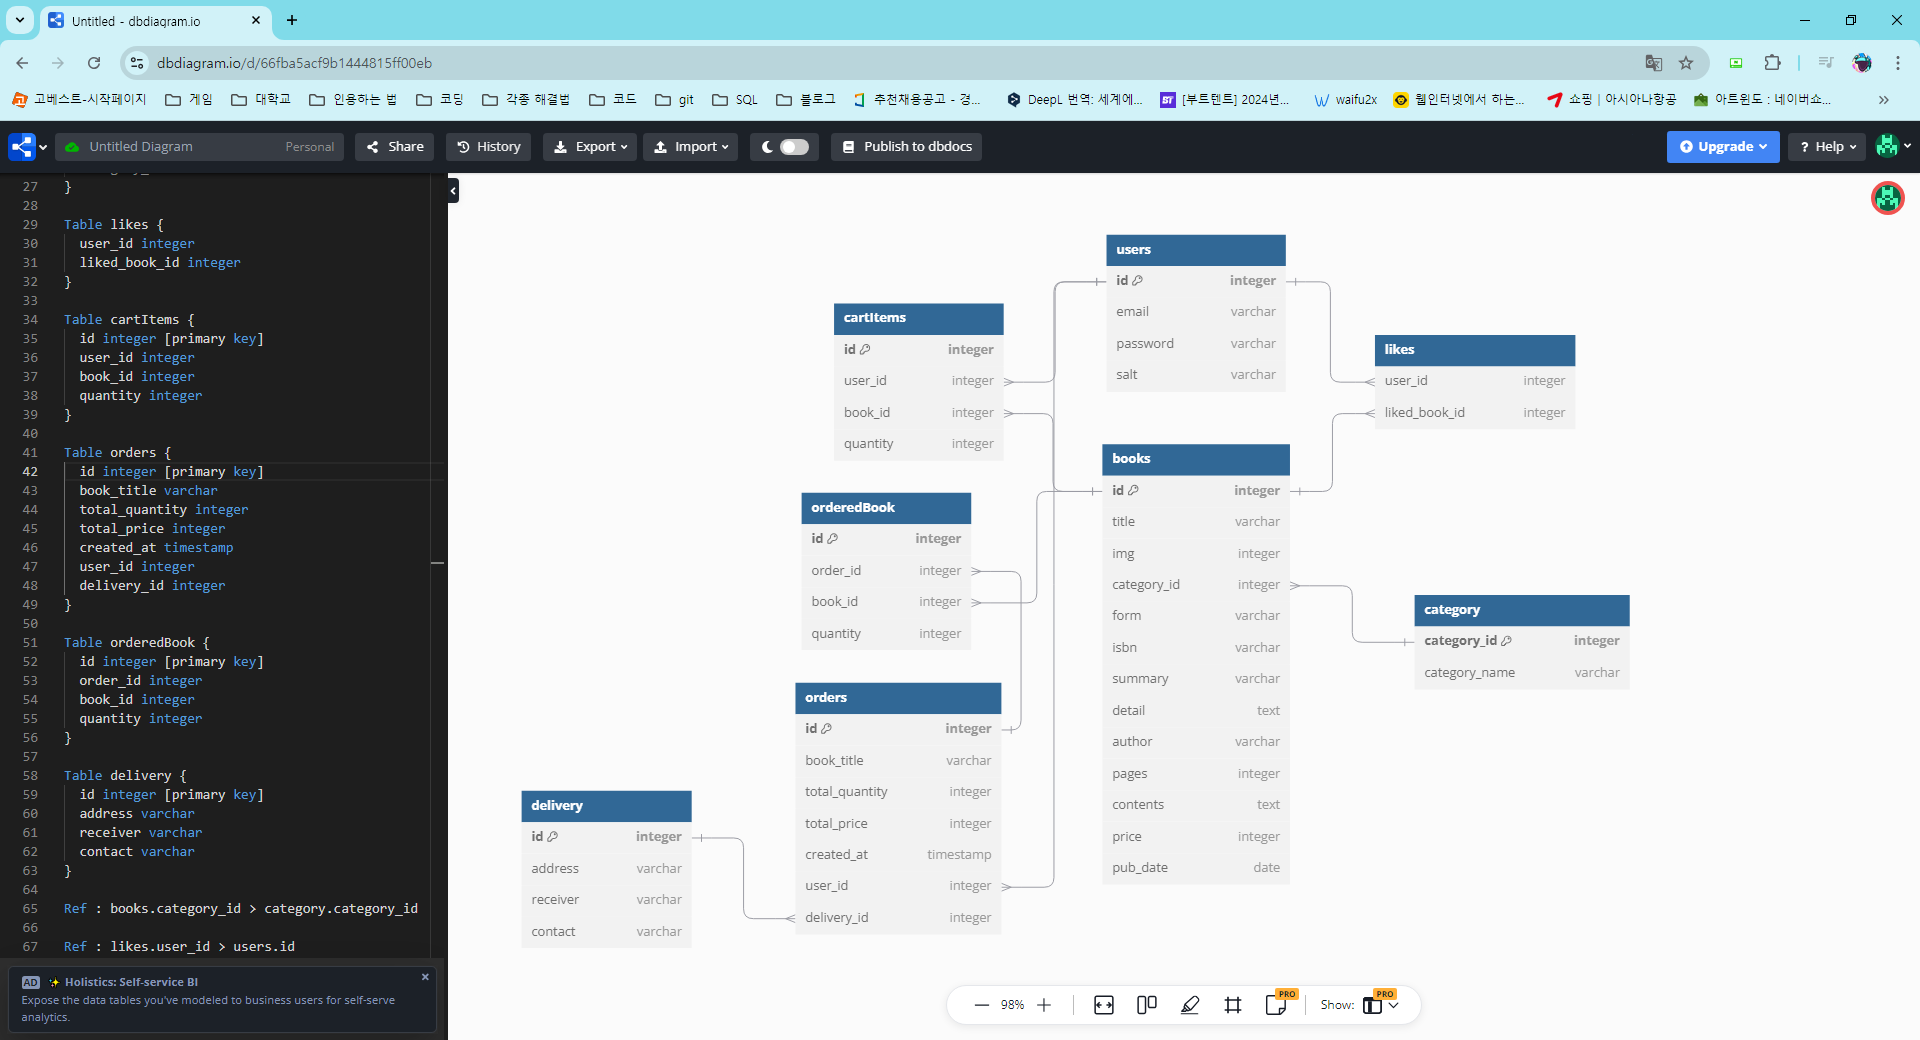 Untitled - dbdiagram.io
dbdiagram.io/d/66fba5acf9b1444815ff00eb
고베스트-시작페이지 게임 대학교 인용하는 법 코딩 각종 해결법 코드 git SQL 블로그 추천채용공고 - 경... DeepL 번역: 세계에... [부트텐트] 2024년... waifu2x 웹인터넷에서 하는... 쇼핑 | 아시아나항공 아트윈도 : 네이버쇼...
Untitled Diagram Personal Share History Export Import Publish to dbdocs Upgrade ? Help
27 }
28
29 Table likes {
30 user_id integer
31 liked_book_id integer
32 }
33
34 Table cartItems {
35 id integer [primary key]
36 user_id integer
37 book_id integer
38 quantity integer
39 }
40
41 Table orders {
42 id integer [primary key]
43 book_title varchar
44 total_quantity integer
45 total_price integer
46 created_at timestamp
47 user_id integer
48 delivery_id integer
49 }
50
51 Table orderedBook {
52 id integer [primary key]
53 order_id integer
54 book_id integer
55 quantity integer
56 }
57
58 Table delivery {
59 id integer [primary key]
60 address varchar
61 receiver varchar
62 contact varchar
63 }
64
65 Ref : books.category_id > category.category_id
66
67 Ref : likes.user_id > users.id
AD ✨ Holistics: Self-service BI
Expose the data tables you've modeled to business users for self-serve
analytics.
users
id integer
email varchar
password varchar
salt varchar
cartItems
id integer
user_id integer
book_id integer
quantity integer
likes
user_id integer
liked_book_id integer
books
id integer
title varchar
img integer
category_id integer
form varchar
isbn varchar
summary varchar
detail text
author varchar
pages integer
contents text
price integer
pub_date date
orderedBook
id integer
order_id integer
book_id integer
quantity integer
category
category_id integer
category_name varchar
orders
id integer
book_title varchar
total_quantity integer
total_price integer
created_at timestamp
user_id integer
delivery_id integer
delivery
id integer
address varchar
receiver varchar
contact varchar
98% PRO Show: PRO